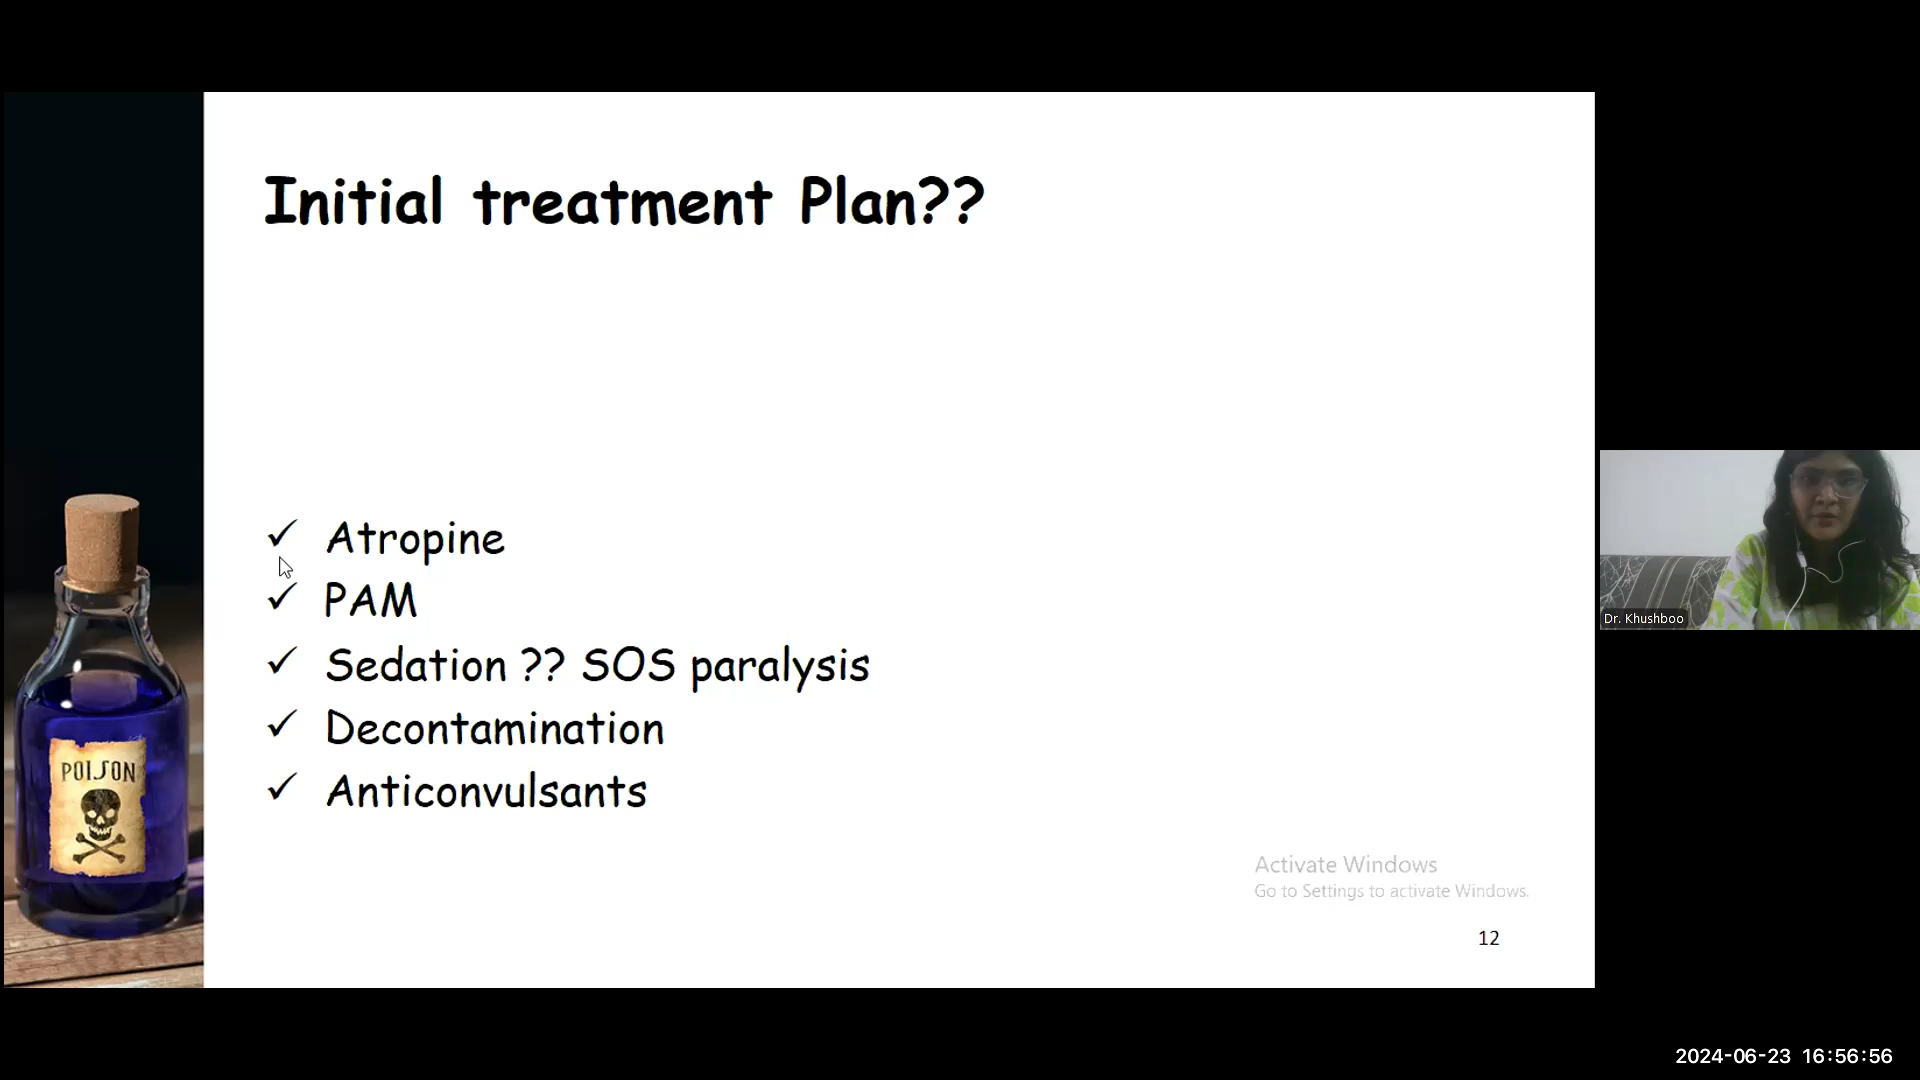 Initial treatment Plan??
✓ Atropine
✓ PAM
✓ Sedation ?? SOS paralysis
✓ Decontamination
✓ Anticonvulsants
POISON
Activate Windows
Go to Settings to activate Windows.
12
Dr. Khushboo
2024-06-23 16:56:56